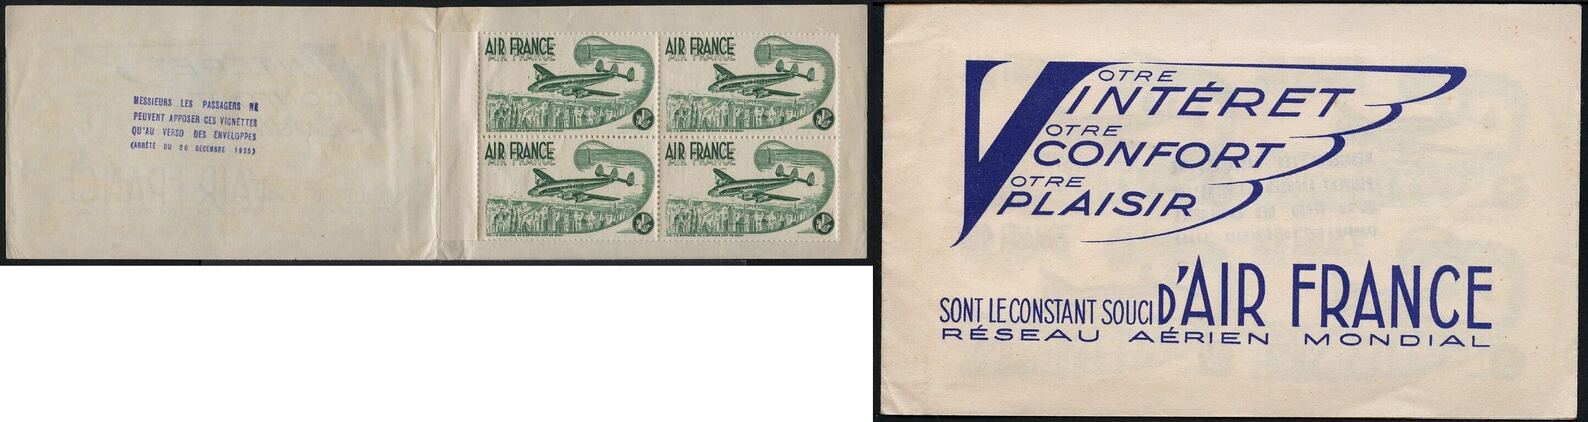 MESSIEURS LES PASSAGERS NE
PEUVENT APPOSER CES VIGNETTES
QU'AU VERSO DES ENVELOPPES
(ARRÊTÉ DU 30 DÉCEMBRE 1925)
AIR FRANCE
AIR FRANCE
AIR FRANCE
AIR FRANCE
VOTRE
INTÉRET
VOTRE
CONFORT
VOTRE
PLAISIR
SONT LE CONSTANT SOUCI D'AIR FRANCE
RÉSEAU AÉRIEN MONDIAL